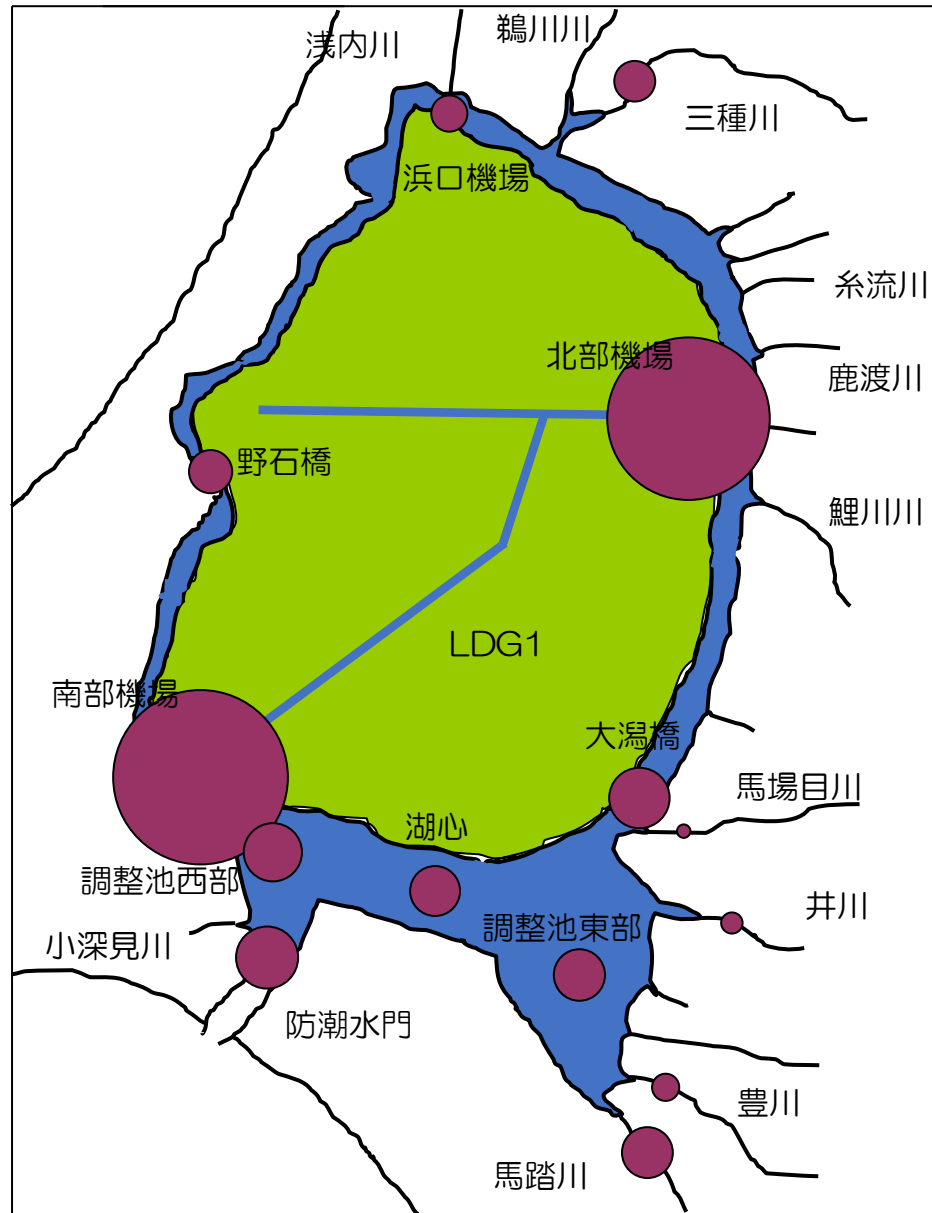 鵜川川
浅内川
三種川
浜口機場
糸流川
北部機場
鹿渡川
野石橋
鯉川川
LDG1
南部機場
大潟橋
馬場目川
湖心
調整池西部
井川
調整池東部
小深見川
防潮水門
豊川
馬踏川